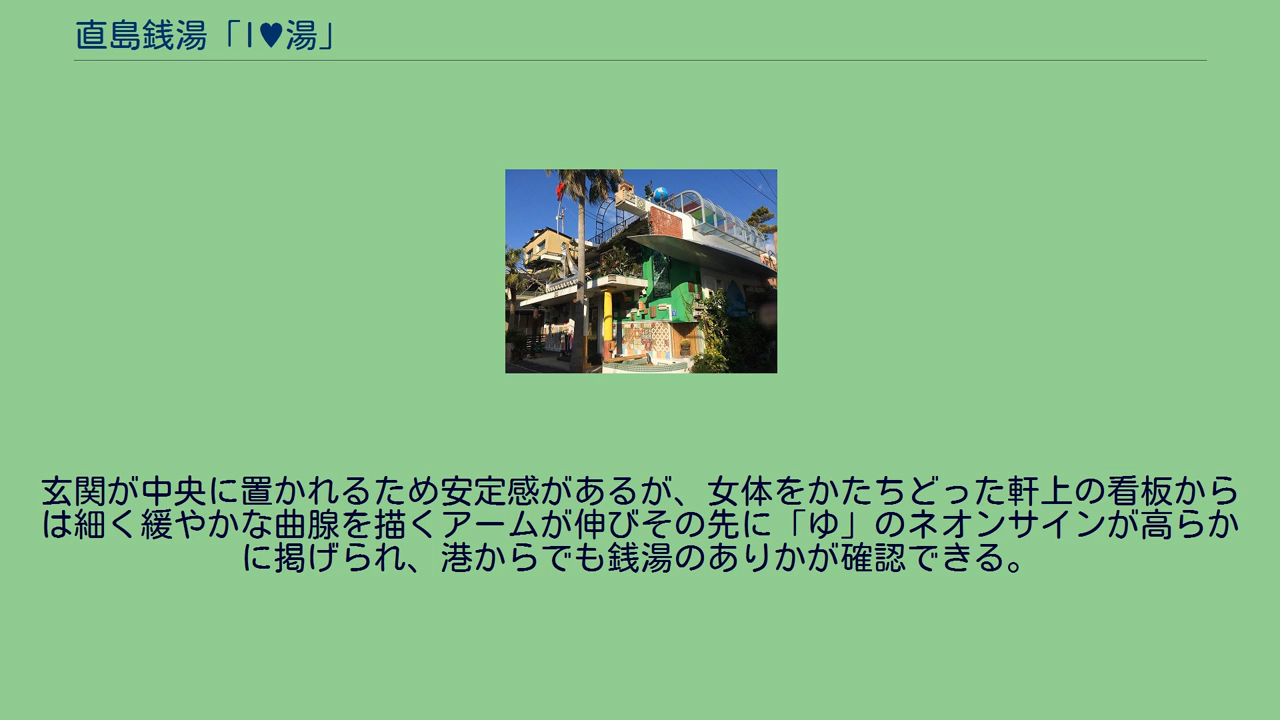 直島銭湯「I♥湯」
玄関が中央に置かれるため安定感があるが、女体をかたちどった軒上の看板から
は細く緩やかな曲腺を描くアームが伸びその先に「ゆ」のネオンサインが高らか
に掲げられ、港からでも銭湯のありかが確認できる。